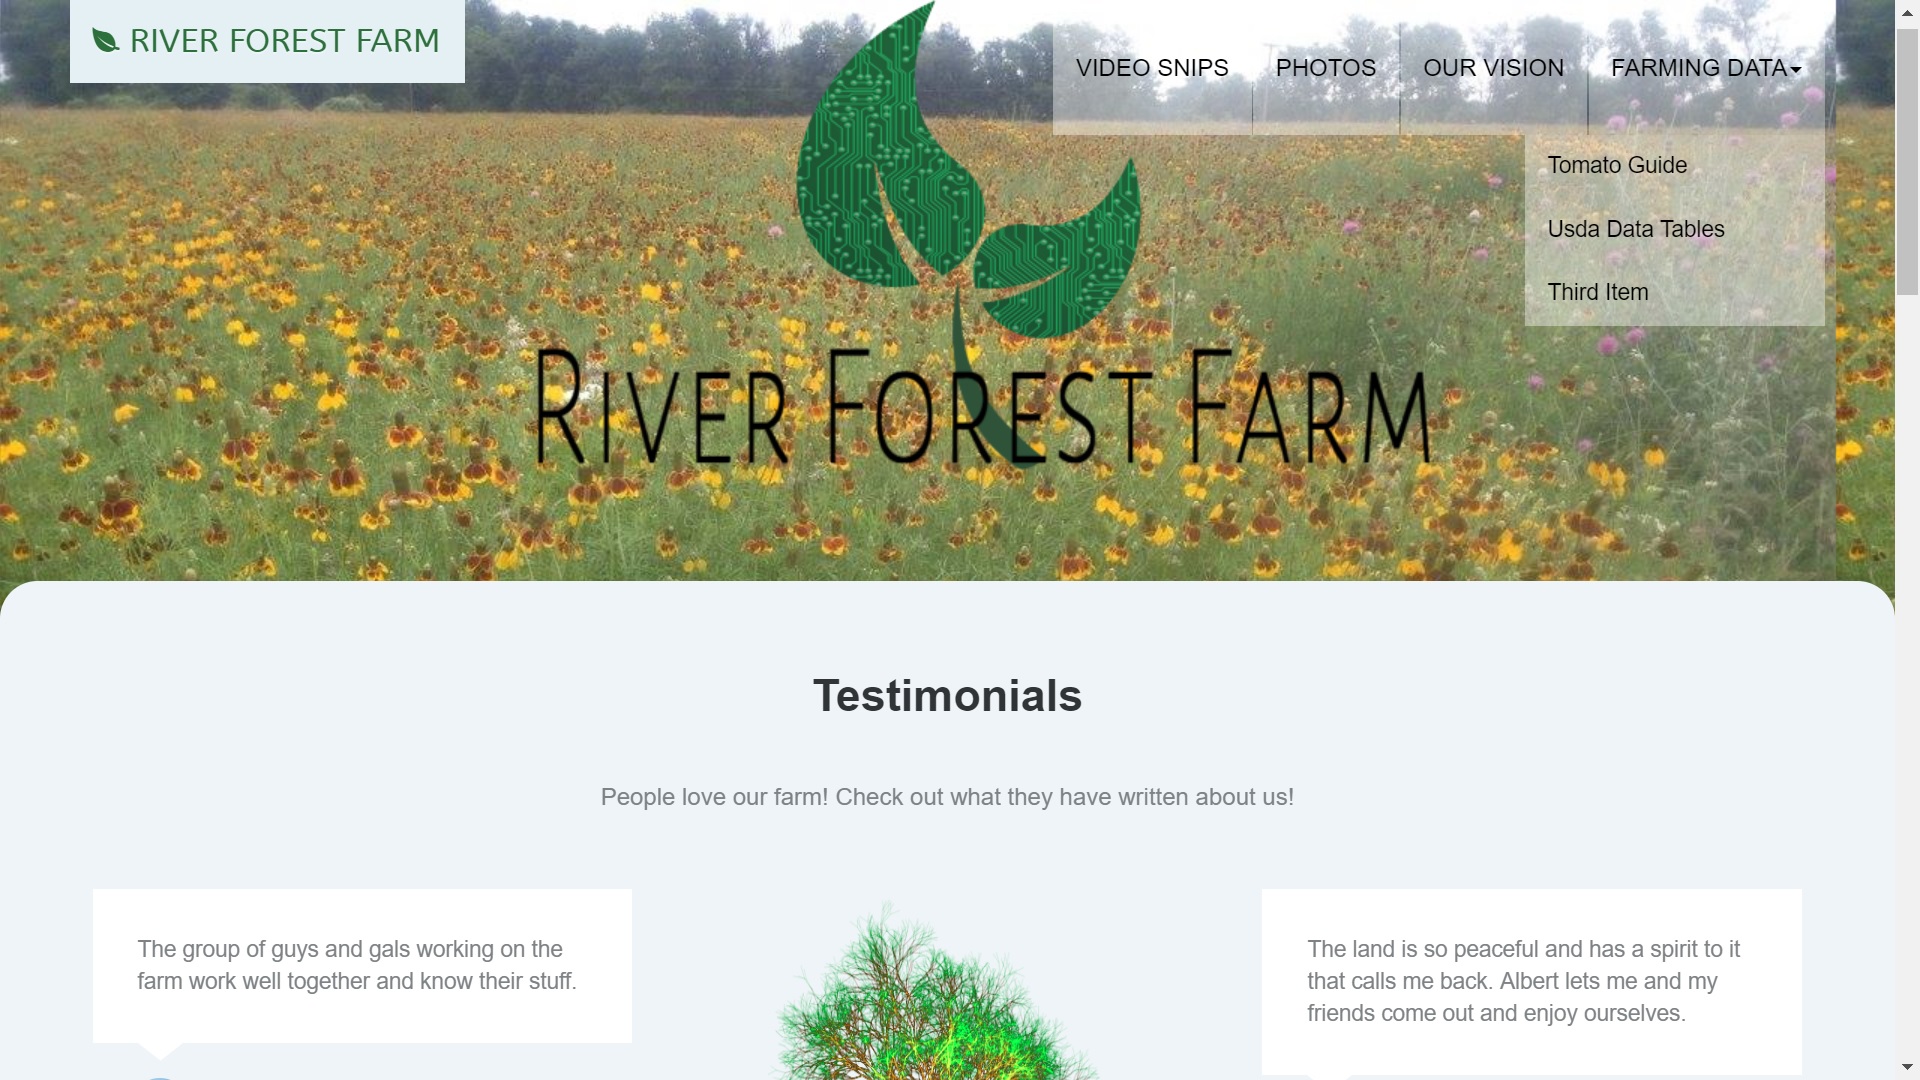 RIVER FOREST FARM
VIDEO SNIPS
PHOTOS
OUR VISION
FARMING DATA
Tomato Guide
Usda Data Tables
Third Item
RIVER FOREST FARM
Testimonials
People love our farm! Check out what they have written about us!
The group of guys and gals working on the
farm work well together and know their stuff.
The land is so peaceful and has a spirit to it
that calls me back. Albert lets me and my
friends come out and enjoy ourselves.